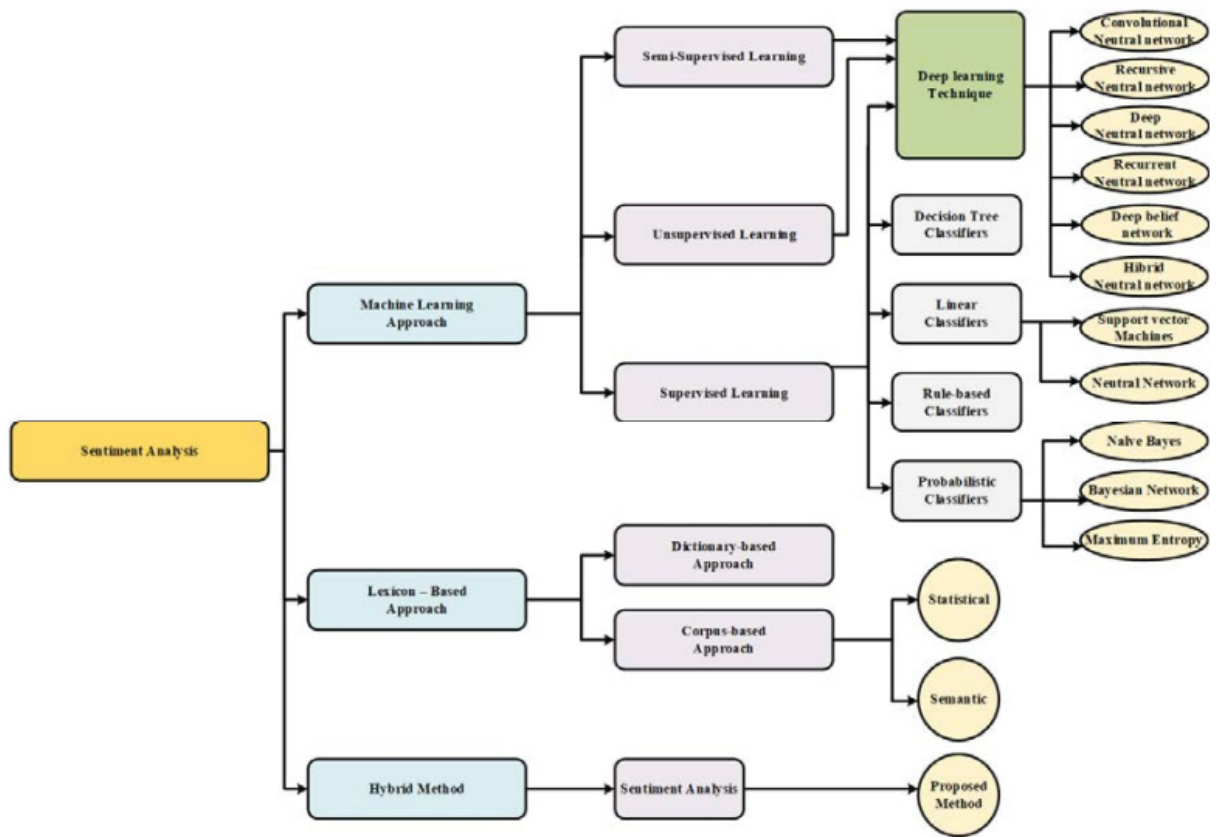 Semi-Supervised Learning
Deep learning
Technique
Convolutional
Neutral network
Recursive
Neutral network
Deep
Neutral network
Recurrent
Neutral network
Deep belief
network
Hibrid
Neutral network
Unsupervised Learning
Decision Tree
Classifiers
Machine Learning
Approach
Linear
Classifiers
Support vector
Machines
Neutral Network
Supervised Learning
Rule-based
Classifiers
Sentiment Analysis
Probabilistic
Classifiers
Nalve Bayes
Bayesian Network
Maximum Entropy
Lexicon – Based
Approach
Dictionary-based
Approach
Corpus-based
Approach
Statistical
Semantic
Hybrid Method
Sentiment Analysis
Proposed
Method